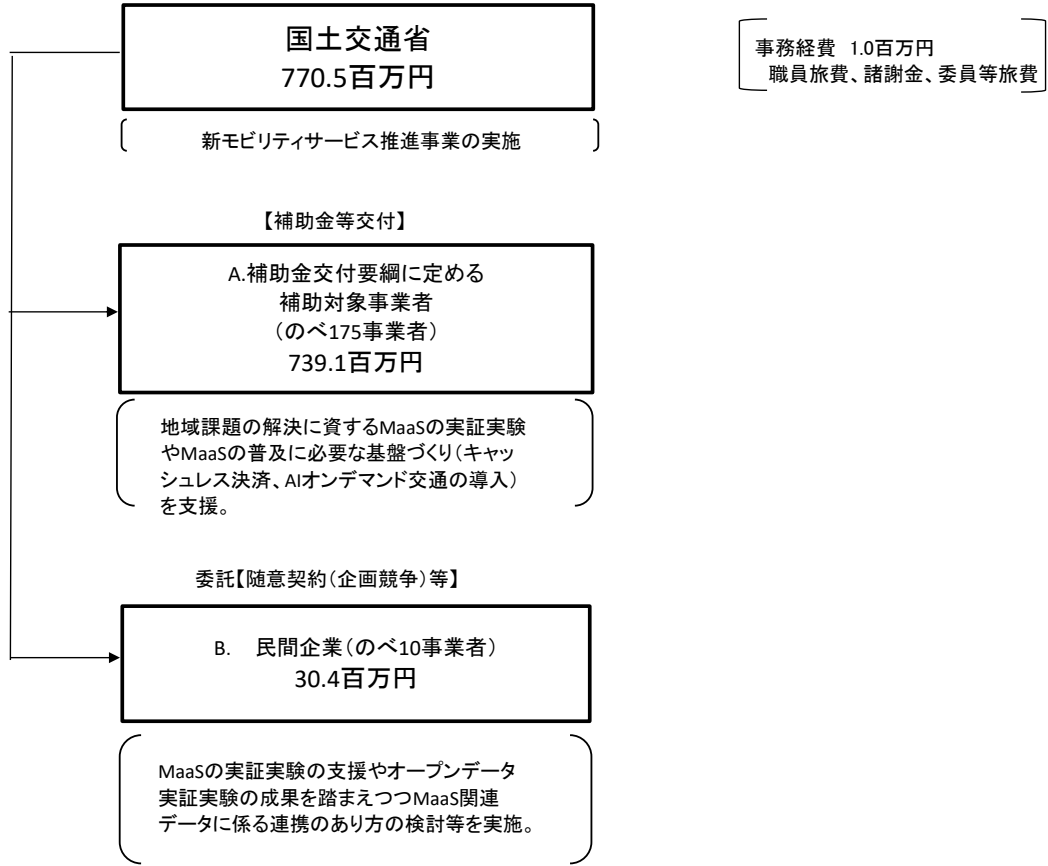 国土交通省
770.5百万円
事務経費 1.0百万円
職員旅費、諸謝金、委員等旅費
新モビリティサービス推進事業の実施
【補助金等交付】
A.補助金交付要綱に定める
補助対象事業者
（のべ175事業者）
739.1百万円
地域課題の解決に資するMaaSの実証実験
やMaaSの普及に必要な基盤づくり（キャッ
シュレス決済、AIオンデマンド交通の導入）
を支援。
委託【随意契約（企画競争）等】
B. 民間企業（のべ10事業者）
30.4百万円
MaaSの実証実験の支援やオープンデータ
実証実験の成果を踏まえつつMaaS関連
データに係る連携のあり方の検討等を実施。